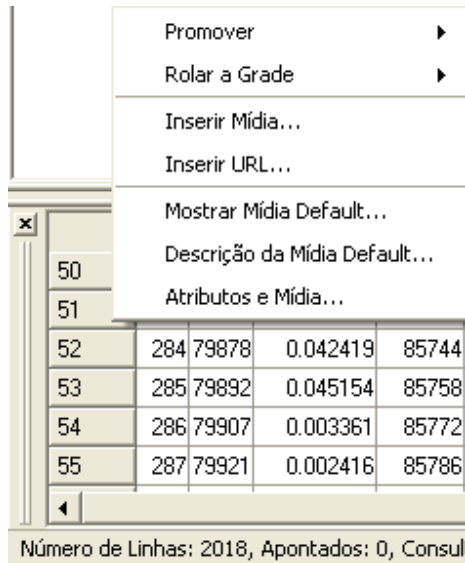 Promover
Rolar a Grade
Inserir Mídia...
Inserir URL...
Mostrar Mídia Default...
Descrição da Mídia Default...
Atributos e Mídia...
50
51
52 284 79878 0.042419 85744
53 285 79892 0.045154 85758
54 286 79907 0.003361 85772
55 287 79921 0.002416 85786
Número de Linhas: 2018, Apontados: 0, Consul